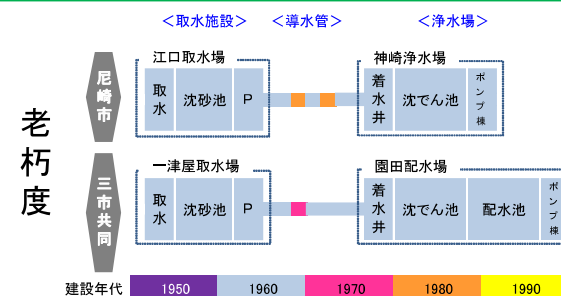 ＜取水施設＞ ＜導水管＞ ＜浄水場＞
老朽度
尼崎市
江口取水場
取水
沈砂池
P
神崎浄水場
着水井
沈でん池
ポンプ棟
三市共同
一津屋取水場
取水
沈砂池
P
園田配水場
着水井
沈でん池
配水池
ポンプ棟
建設年代 1950 1960 1970 1980 1990